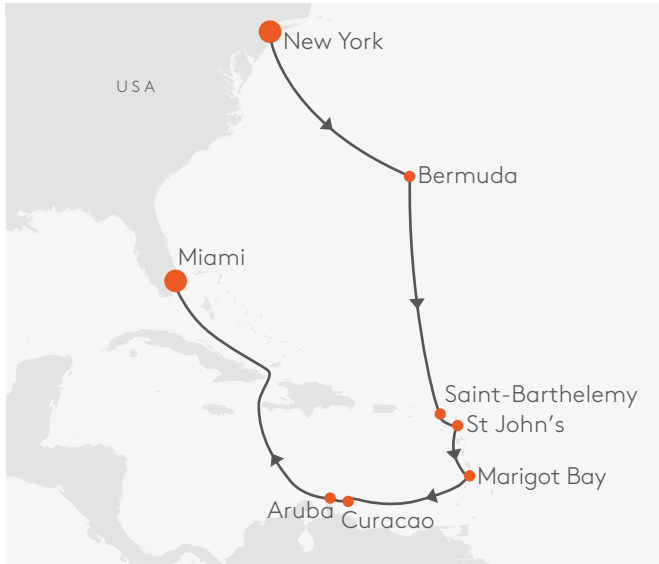 New York
USA
Bermuda
Miami
Saint-Barthelemy
St John's
Marigot Bay
Aruba
Curacao